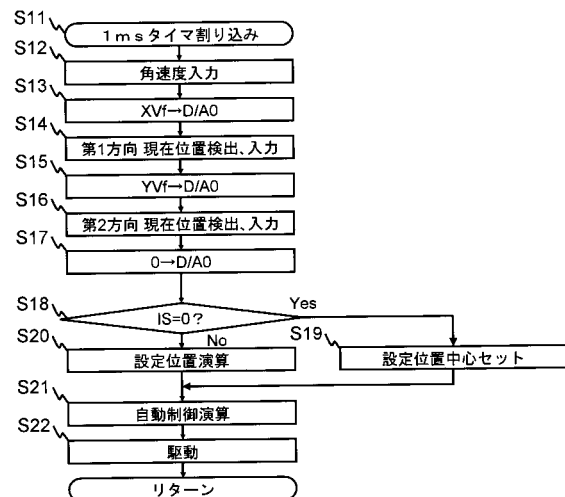 S11
1msタイマ割り込み
S12
角速度入力
S13
XVf→D/A0
S14
第1方向 現在位置検出、入力
S15
YVf→D/A0
S16
第2方向 現在位置検出、入力
S17
0→D/A0
S18
IS=0?
Yes
No
S19
設定位置中心セット
S20
設定位置演算
S21
自動制御演算
S22
駆動
リターン